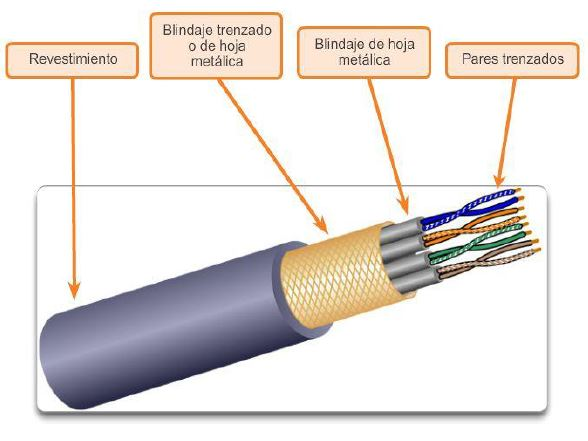 Revestimiento
Blindaje trenzado
o de hoja
metálica
Blindaje de hoja
metálica
Pares trenzados